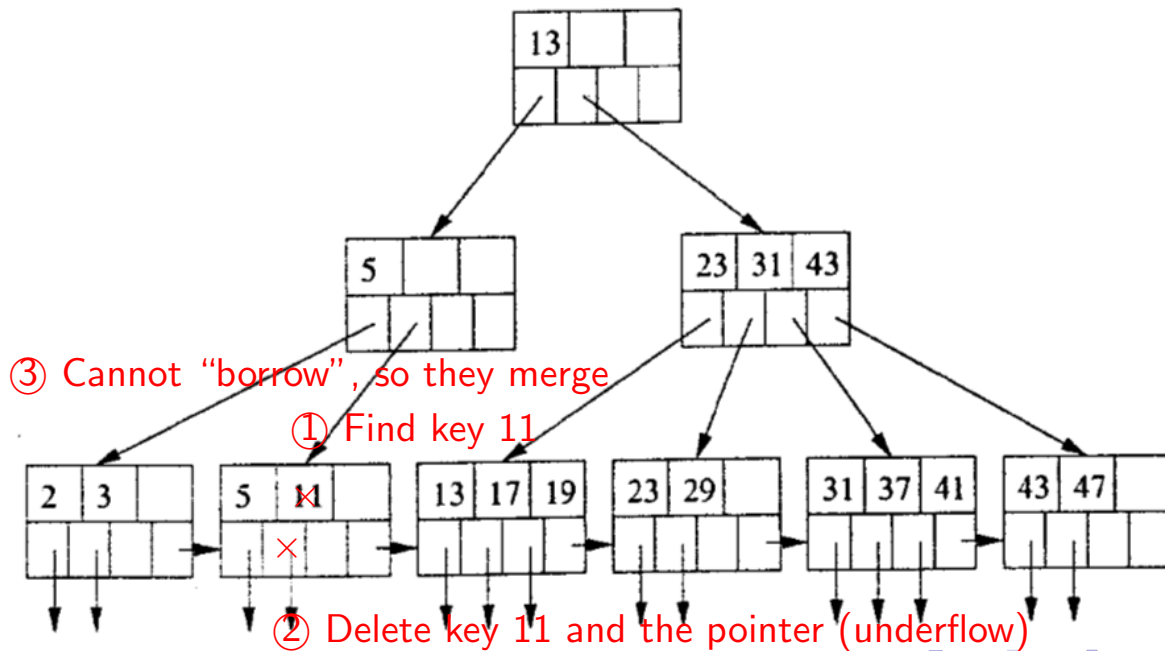 13
5
23 31 43
③ Cannot “borrow”, so they merge
① Find key 11
2 3
5 11
13 17 19
23 29
31 37 41
43 47
② Delete key 11 and the pointer (underflow)